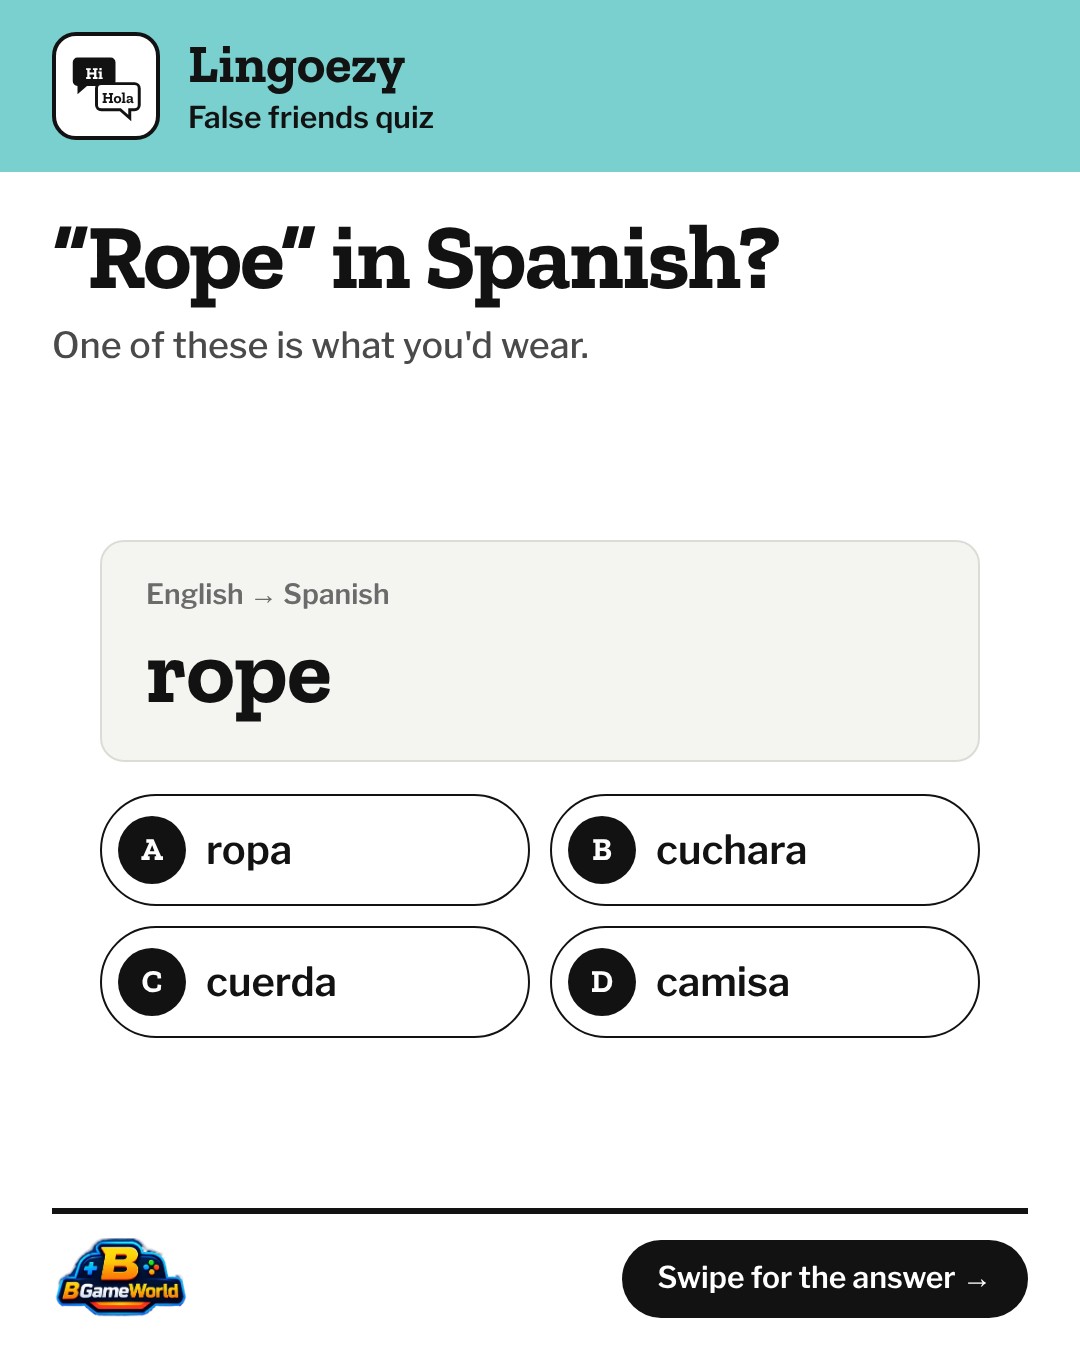 Hi
Hola
Lingoezy
False friends quiz
"Rope" in Spanish?
One of these is what you'd wear.
English → Spanish
rope
A ropa
B cuchara
C cuerda
D camisa
B
BGameWorld
Swipe for the answer →